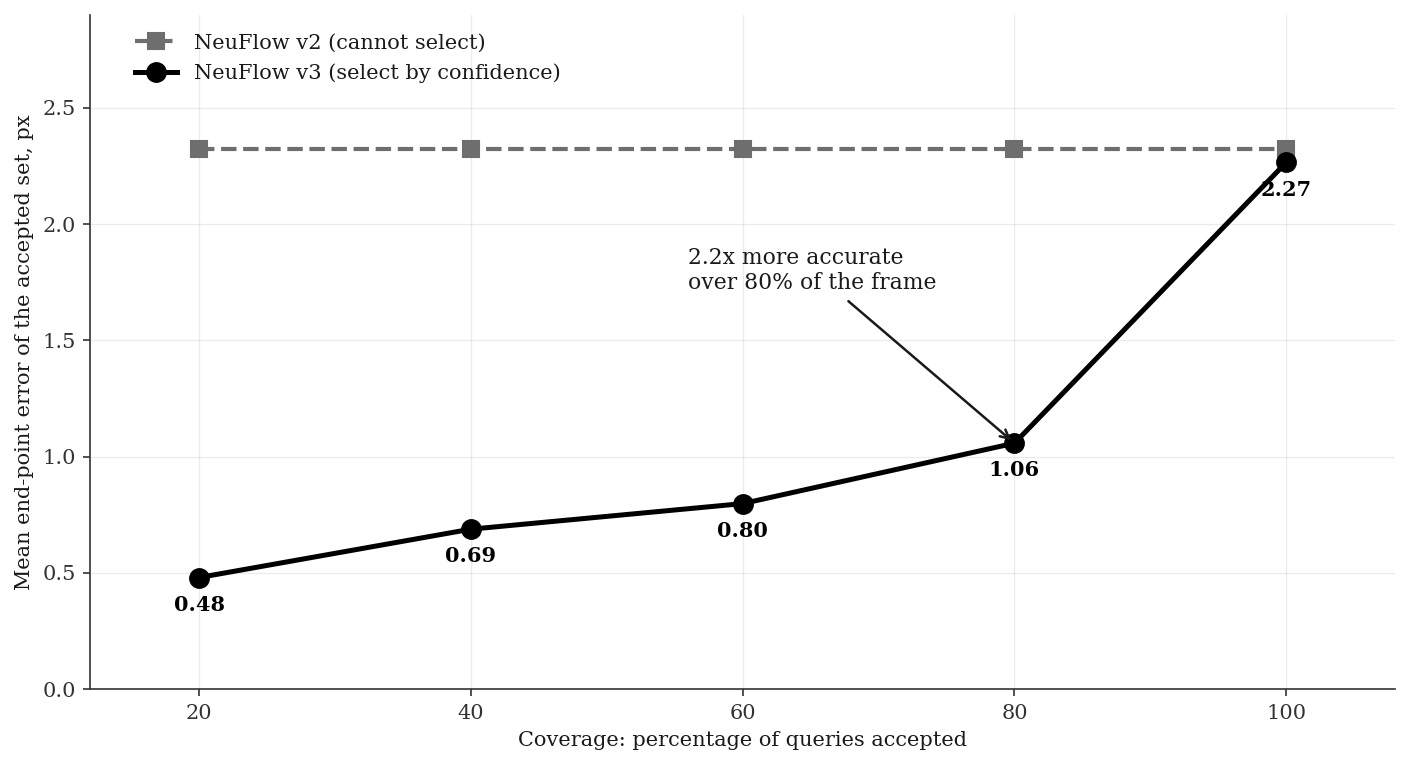 NeuFlow v2 (cannot select)
NeuFlow v3 (select by confidence)
Mean end-point error of the accepted set, px
2.5
2.0
1.5
1.0
0.5
0.0
2.27
2.2x more accurate
over 80% of the frame
1.06
0.80
0.69
0.48
20 40 60 80 100
Coverage: percentage of queries accepted